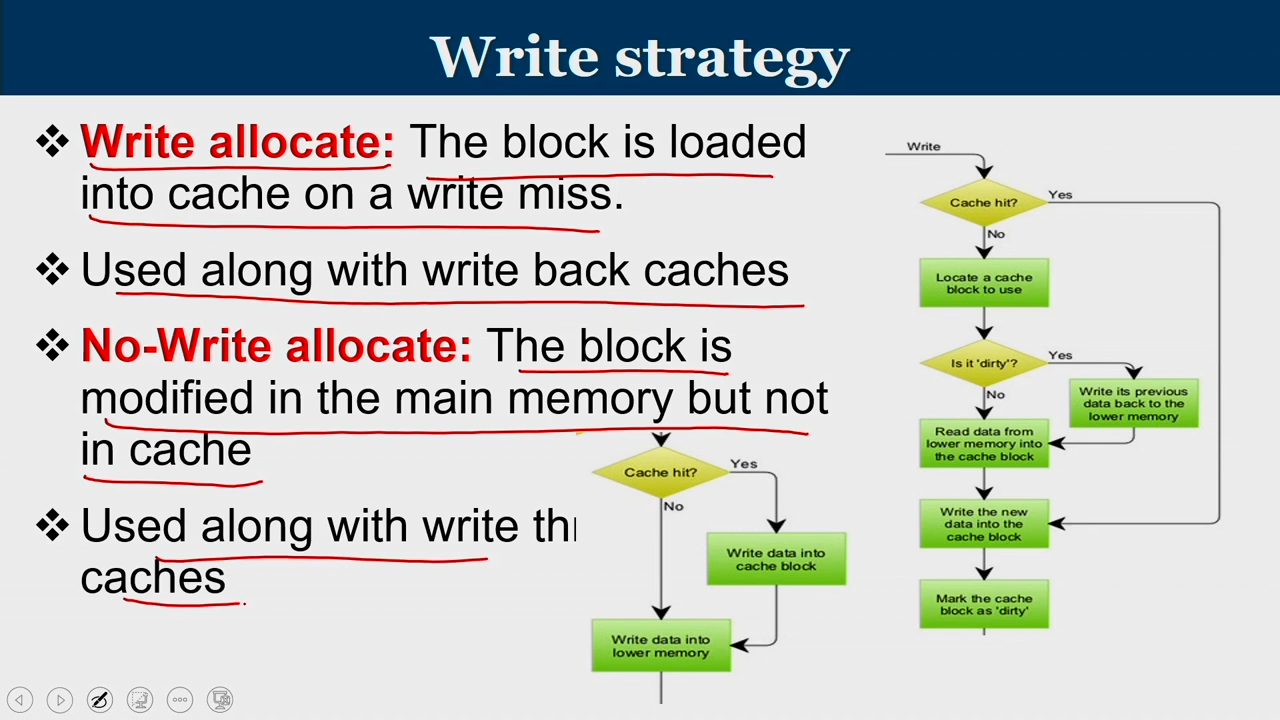 Write strategy
❖ Write allocate: The block is loaded
into cache on a write miss.
❖ Used along with write back caches
❖ No-Write allocate: The block is
modified in the main memory but not
in cache
❖ Used along with write
caches
Cache hit?
Yes
No
Write data into
cache block
Write data into
lower memory
Write
Cache hit?
Yes
No
Locate a cache
block to use
Is it 'dirty'?
Yes
No
Write its previous
data back to the
lower memory
Read data from
lower memory into
the cache block
Write the new
data into the
cache block
Mark the cache
block as 'dirty'